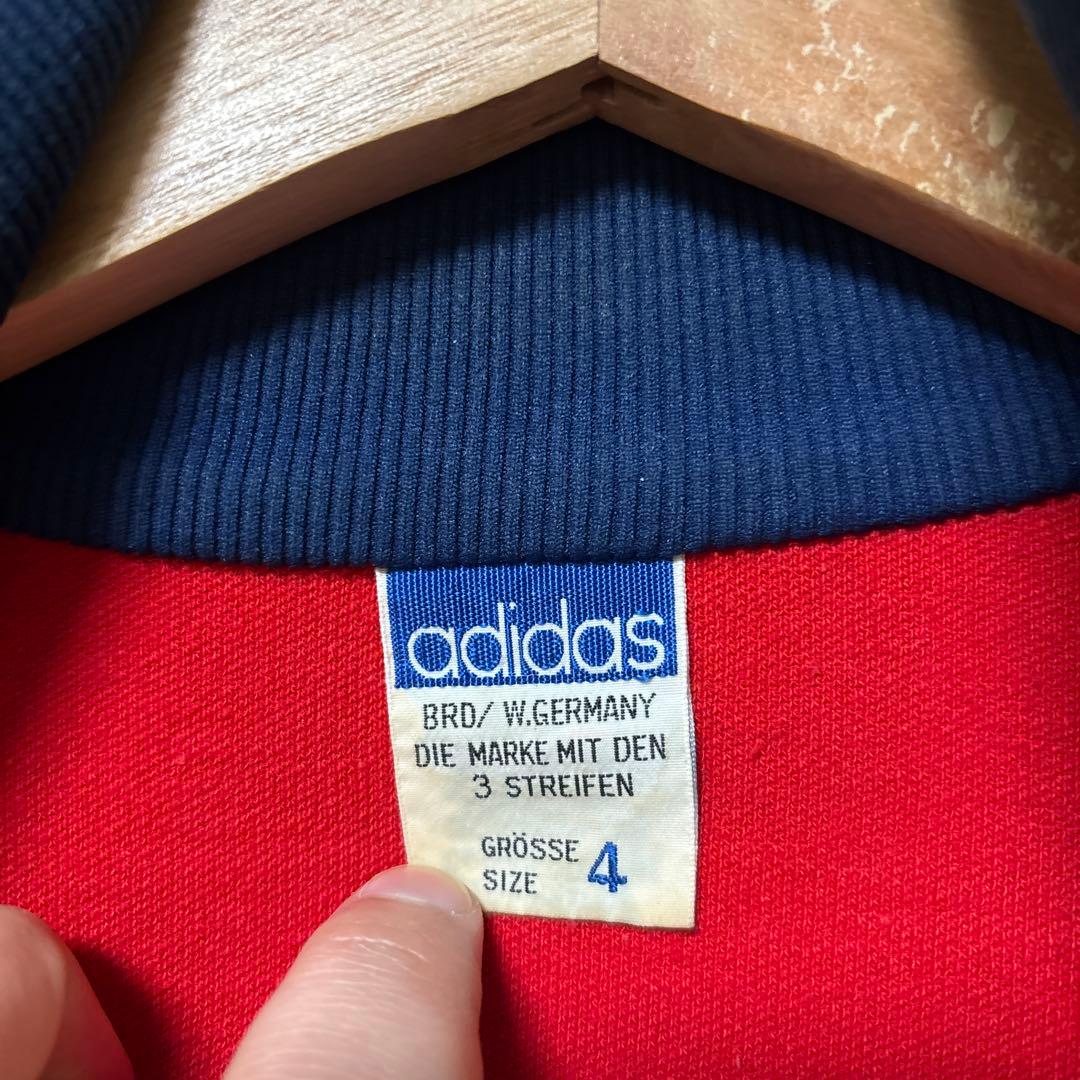 adidas
BRD/ W.GERMANY
DIE MARKE MIT DEN
3 STREIFEN
GRÖSSE 4
SIZE